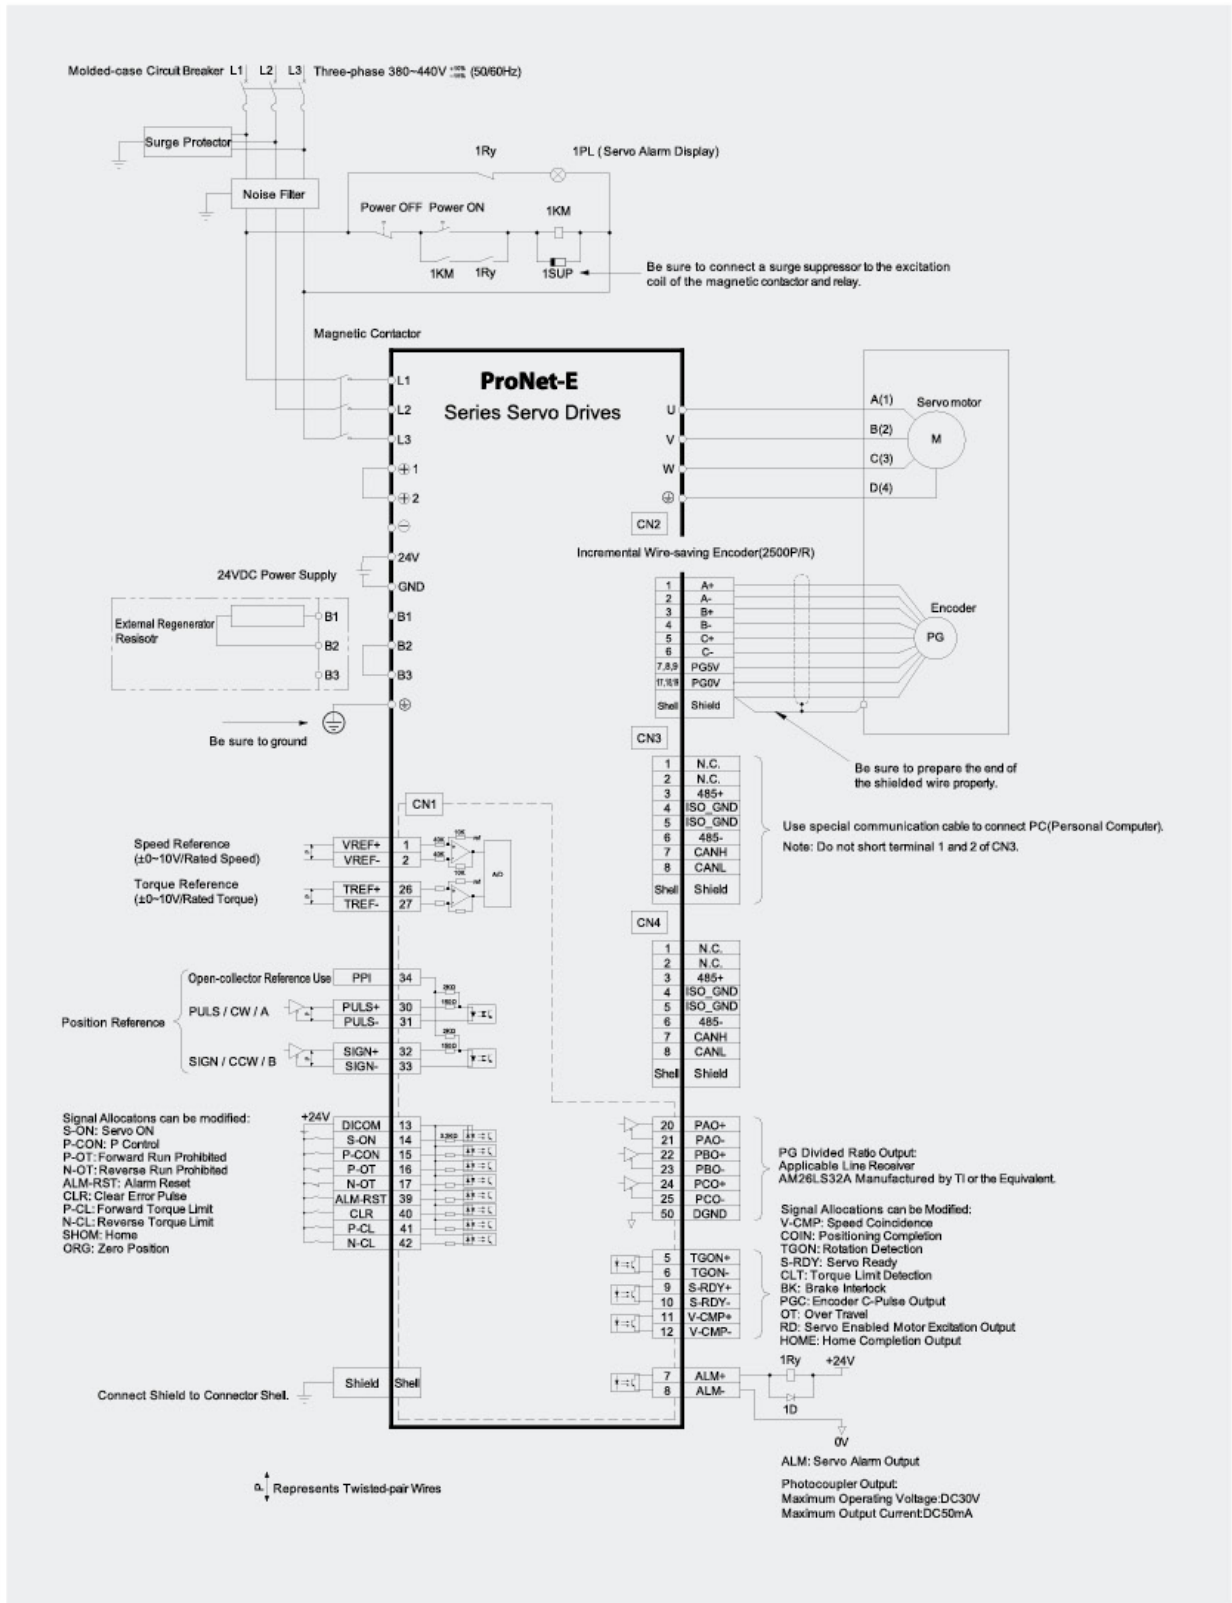 Molded-case Circuit Breaker L1 L2 L3 Three-phase 380~440V +10% -15% (50/60Hz)
Surge Protector
1Ry 1PL ( Servo Alarm Display)
Noise Filter
Power OFF Power ON 1KM
1KM 1Ry 1SUP
Be sure to connect a surge suppressor to the excitation
coil of the magnetic contactor and relay.
Magnetic Contactor
ProNet-E
Series Servo Drives
L1
L2
L3
1
2
24V
GND
B1
B2
B3
24VDC Power Supply
External Regenerator
Resisotr
B1
B2
B3
Be sure to ground
U
V
W
A(1)
B(2)
C(3)
D(4)
Servo motor
M
CN2
Incremental Wire-saving Encoder(2500P/R)
1 A+
2 A-
3 B+
4 B-
5 C+
6 C-
7,8,9 PG5V
17,18,19 PG0V
Shell Shield
Encoder
PG
Be sure to prepare the end of
the shielded wire properly.
CN3
1 N.C.
2 N.C.
3 485+
4 ISO_GND
5 ISO_GND
6 485-
7 CANH
8 CANL
Shell Shield
Use special communication cable to connect PC(Personal Computer).
Note: Do not short terminal 1 and 2 of CN3.
CN4
1 N.C.
2 N.C.
3 485+
4 ISO_GND
5 ISO_GND
6 485-
7 CANH
8 CANL
Shell Shield
CN1
Speed Reference
(±0~10V/Rated Speed)
P VREF+ 1
VREF- 2
10K
40K
40K
10K
ref
A/D
Torque Reference
(±0~10V/Rated Torque)
P TREF+ 26
TREF- 27
ref
Position Reference
Open-collector Reference Use PPI 34
PULS / CW / A P PULS+ 30
PULS- 31
2KΩ
150Ω
SIGN / CCW / B P SIGN+ 32
SIGN- 33
2KΩ
150Ω
Signal Allocatons can be modified:
S-ON: Servo ON
P-CON: P Control
P-OT: Forward Run Prohibited
N-OT: Reverse Run Prohibited
ALM-RST: Alarm Reset
CLR: Clear Error Pulse
P-CL: Forward Torque Limit
N-CL: Reverse Torque Limit
SHOM: Home
ORG: Zero Position
+24V
DICOM 13
S-ON 14
P-CON 15
P-OT 16
N-OT 17
ALM-RST 39
CLR 40
P-CL 41
N-CL 42
3.3KΩ
20 PAO+
21 PAO-
22 PBO+
23 PBO-
24 PCO+
25 PCO-
50 DGND
PG Divided Ratio Output:
Applicable Line Receiver
AM26LS32A Manufactured by TI or the Equivalent.
5 TGON+
6 TGON-
9 S-RDY+
10 S-RDY-
11 V-CMP+
12 V-CMP-
Signal Allocations can be Modified:
V-CMP: Speed Coincidence
COIN: Positioning Completion
TGON: Rotation Detection
S-RDY: Servo Ready
CLT: Torque Limit Detection
BK: Brake Interlock
PGC: Encoder C-Pulse Output
OT: Over Travel
RD: Servo Enabled Motor Excitation Output
HOME: Home Completion Output
7 ALM+
8 ALM-
1Ry +24V
1D
0V
ALM: Servo Alarm Output
Photocoupler Output:
Maximum Operating Voltage:DC30V
Maximum Output Current:DC50mA
Connect Shield to Connector Shell.
Shield Shell
P Represents Twisted-pair Wires